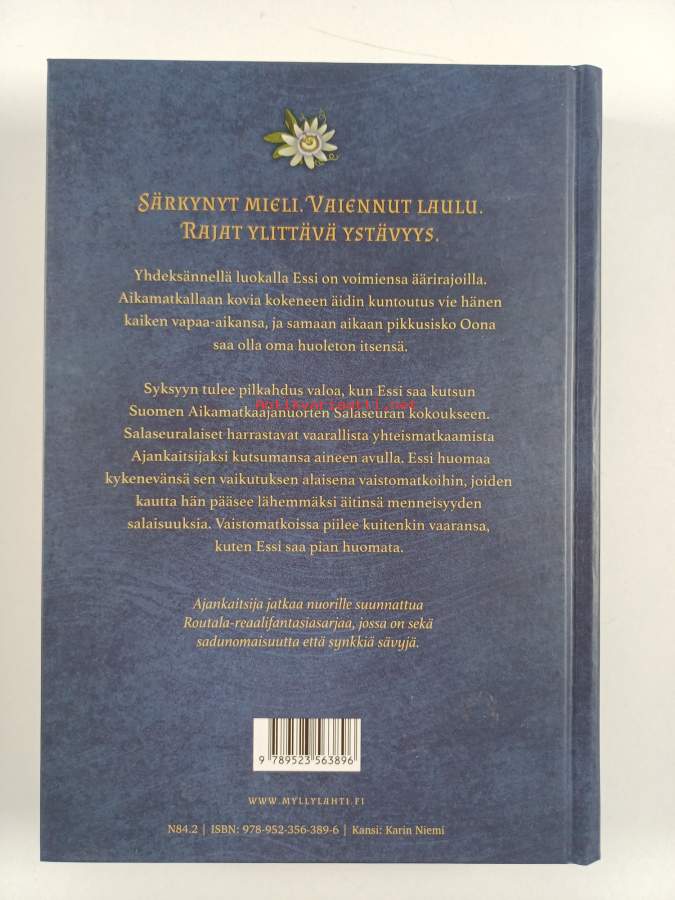 SÄRKYNYT MIELI. VAIENNUT LAULU.
RAJAT YLITTÄVÄ YSTÄVYYS.
Yhdeksännellä luokalla Essi on voimiensa äärirajoilla.
Aikamatkallaan kovia kokeneen äidin kuntoutus vie hänen
kaiken vapaa-aikansa, ja samaan aikaan pikkusisko Oona
saa olla oma huoleton itsensä.
Syksyyn tulee pilkahdus valoa, kun Essi saa kutsun
Antikvariaatti.net
Suomen Aikamatkaajanuorten Salaseuran kokoukseen.
Salaseuralaiset harrastavat vaarallista yhteismatkaamista
Ajankaitsijaksi kutsumansa aineen avulla. Essi huomaa
kykenevänsä sen vaikutuksen alaisena vaistomatkoihin, joiden
kautta hän pääsee lähemmäksi äitinsä menneisyyden
salaisuuksia. Vaistomatkoissa piilee kuitenkin vaaransa,
kuten Essi saa pian huomata.
Ajankaitsija jatkaa nuorille suunnattua
Routala-reaalifantasiasarjaa, jossa on sekä
sadunomaisuutta että synkkiä sävyjä.
9 789523 563896
WWW.MYLLYLAHTI.FI
N84.2 | ISBN: 978-952-356-389-6 | Kansi: Karin Niemi